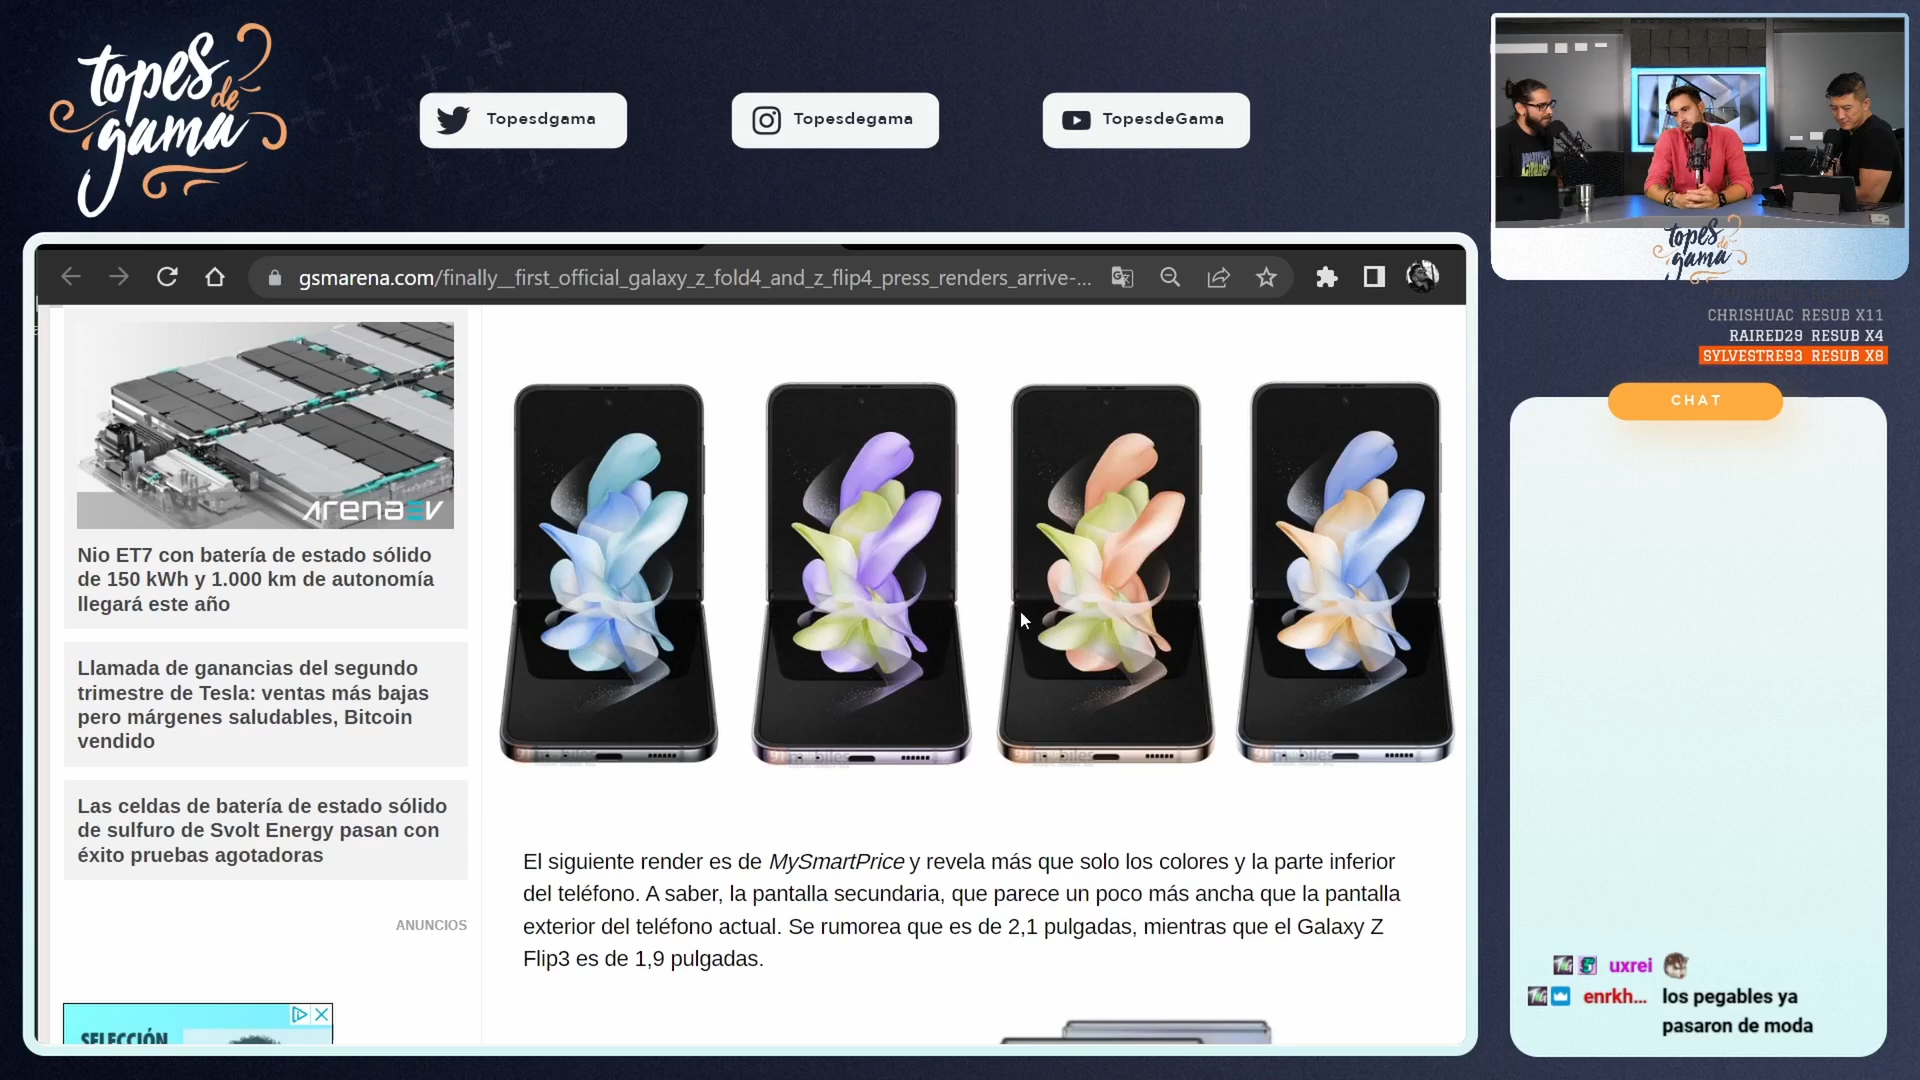 topes
de
gama
Topesdgama
Topesdegama
TopesdeGama
topes
de
gama
CHRISHUAC RESUB X11
RAIRED29 RESUB X4
SYLVESTRE93 RESUB X8
gsmarena.com/finally__first_official_galaxy_z_fold4_and_z_flip4_press_renders_arrive-...
arenaEV
Nio ET7 con batería de estado sólido
de 150 kWh y 1.000 km de autonomía
llegará este año
Llamada de ganancias del segundo
trimestre de Tesla: ventas más bajas
pero márgenes saludables, Bitcoin
vendido
Las celdas de batería de estado sólido
de sulfuro de Svolt Energy pasan con
éxito pruebas agotadoras
ANUNCIOS
SELECCIÓN
El siguiente render es de MySmartPrice y revela más que solo los colores y la parte inferior
del teléfono. A saber, la pantalla secundaria, que parece un poco más ancha que la pantalla
exterior del teléfono actual. Se rumorea que es de 2,1 pulgadas, mientras que el Galaxy Z
Flip3 es de 1,9 pulgadas.
CHAT
uxrei
enrkh... los pegables ya
pasaron de moda